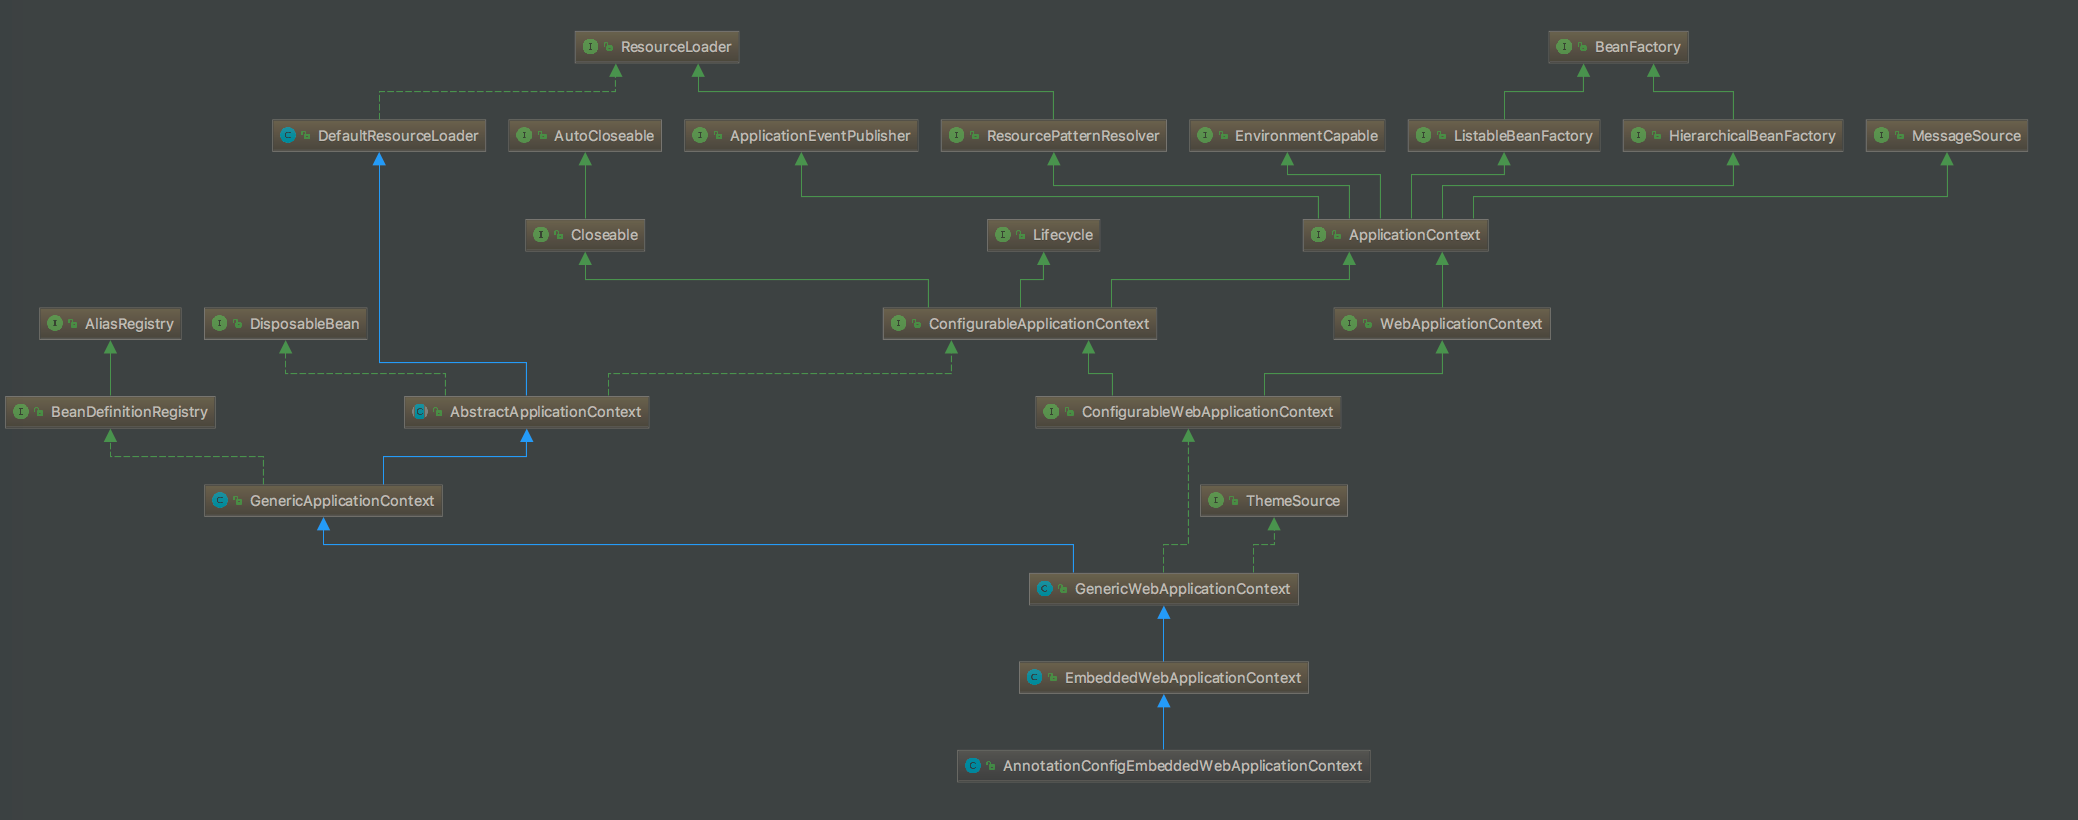 ResourceLoader
BeanFactory
DefaultResourceLoader
AutoCloseable
ApplicationEventPublisher
ResourcePatternResolver
EnvironmentCapable
ListableBeanFactory
HierarchicalBeanFactory
MessageSource
Closeable
Lifecycle
ApplicationContext
AliasRegistry
DisposableBean
ConfigurableApplicationContext
WebApplicationContext
BeanDefinitionRegistry
AbstractApplicationContext
ConfigurableWebApplicationContext
GenericApplicationContext
ThemeSource
GenericWebApplicationContext
EmbeddedWebApplicationContext
AnnotationConfigEmbeddedWebApplicationContext